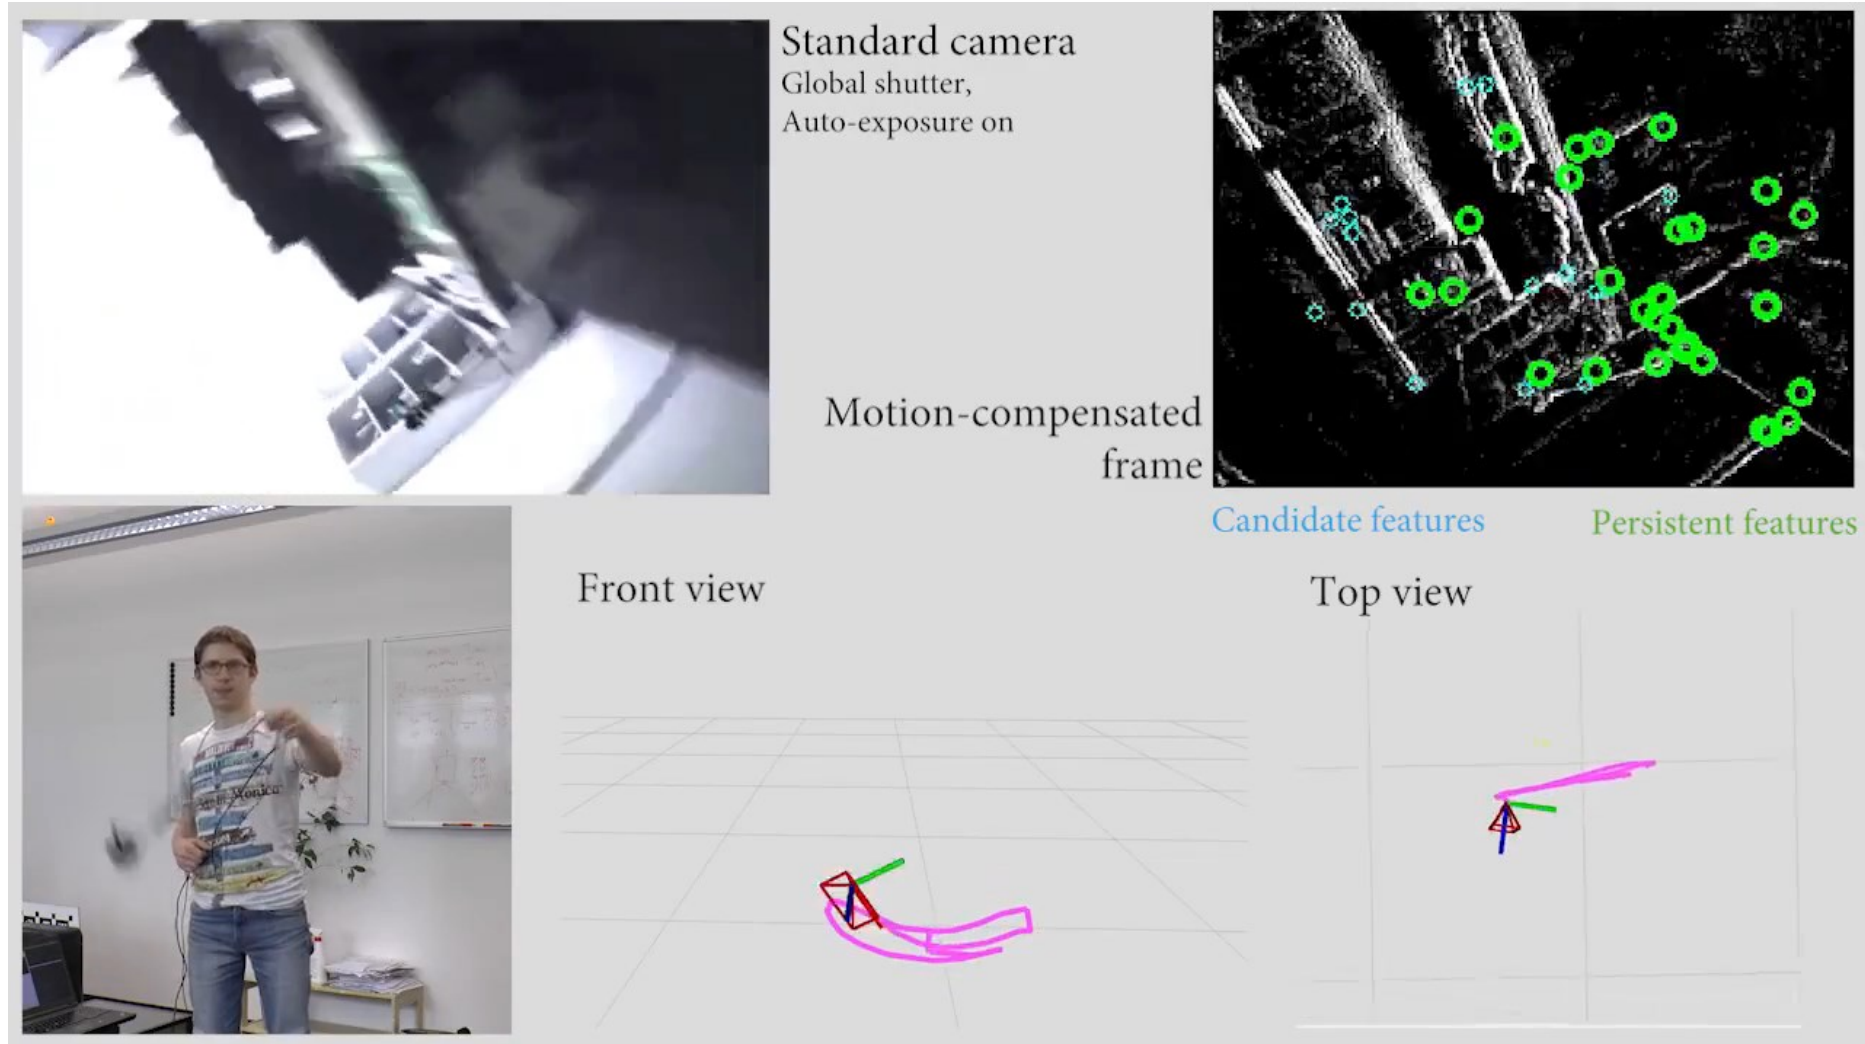 Standard camera
Global shutter,
Auto-exposure on
Motion-compensated
frame
Candidate features
Persistent features
Front view
Top view